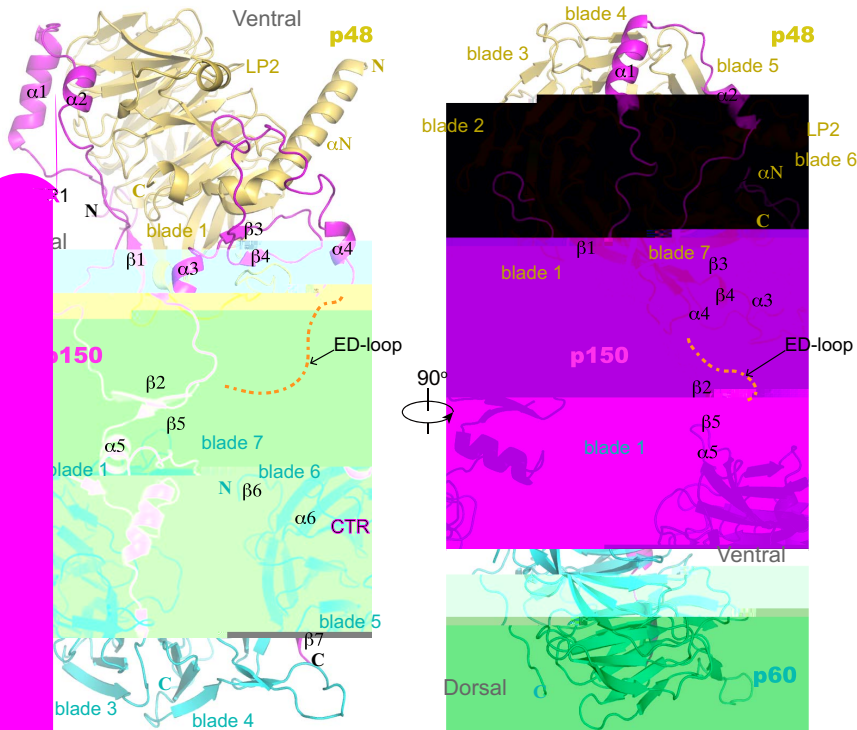 Ventral
p48
LP2
N
α1
α2
αN
C
R1
N
blade 1
β3
al
β1
β4
α4
α3
p150
ED-loop
β2
β5
α5
blade 7
blade 1
blade 6
N
β6
α6
CTR
blade 5
β7
C
C
blade 3
blade 4
90°
blade 4
p48
blade 3
blade 5
α1
α2
blade 2
LP2
blade 6
αN
C
β1
blade 7
blade 1
β3
β4
α3
α4
p150
ED-loop
β2
β5
blade 1
α5
Ventral
Dorsal
C
p60